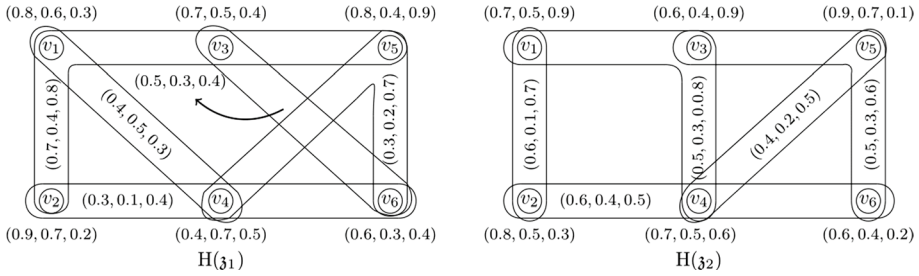 (0.8, 0.6, 0.3) (0.7, 0.5, 0.4) (0.8, 0.4, 0.9) (0.7, 0.5, 0.9) (0.6, 0.4, 0.9) (0.9, 0.7, 0.1)
v₁ v₃ v₅ v₁ v₃ v₅
(0.5, 0.3, 0.4)
(0.7, 0.4, 0.8) (0.4, 0.5, 0.3) (0.3, 0.2, 0.7) (0.6, 0.1, 0.7) (0.5, 0.3, 0.0.8) (0.4, 0.2, 0.5) (0.5, 0.3, 0.6)
(0.3, 0.1, 0.4) (0.6, 0.4, 0.5)
v₂ v₄ v₆ v₂ v₄ v₆
(0.9, 0.7, 0.2) (0.4, 0.7, 0.5) (0.6, 0.3, 0.4) (0.8, 0.5, 0.3) (0.7, 0.5, 0.6) (0.6, 0.4, 0.2)
H(𝔷₁) H(𝔷₂)